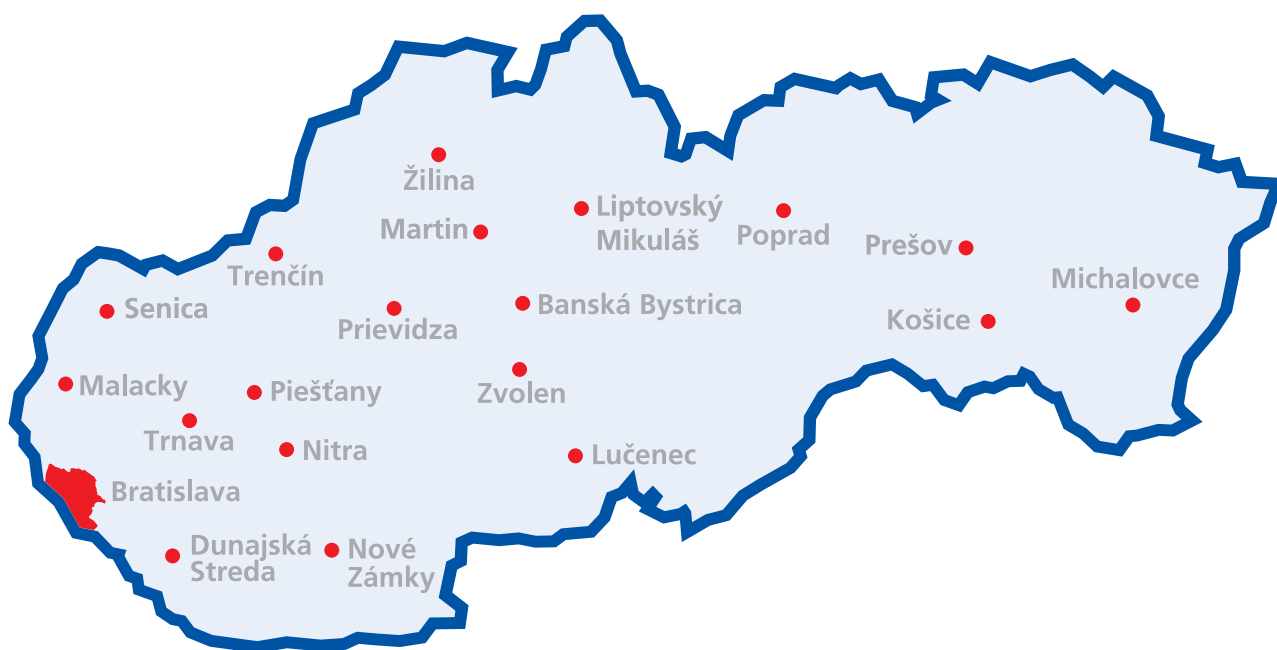 Žilina
Martin
Liptovský
Mikuláš
Poprad
Prešov
Trenčín
Michalovce
Senica
Banská Bystrica
Prievidza
Košice
Malacky
Piešťany
Zvolen
Trnava
Nitra
Lučenec
Bratislava
Dunajská
Streda
Nové
Zámky